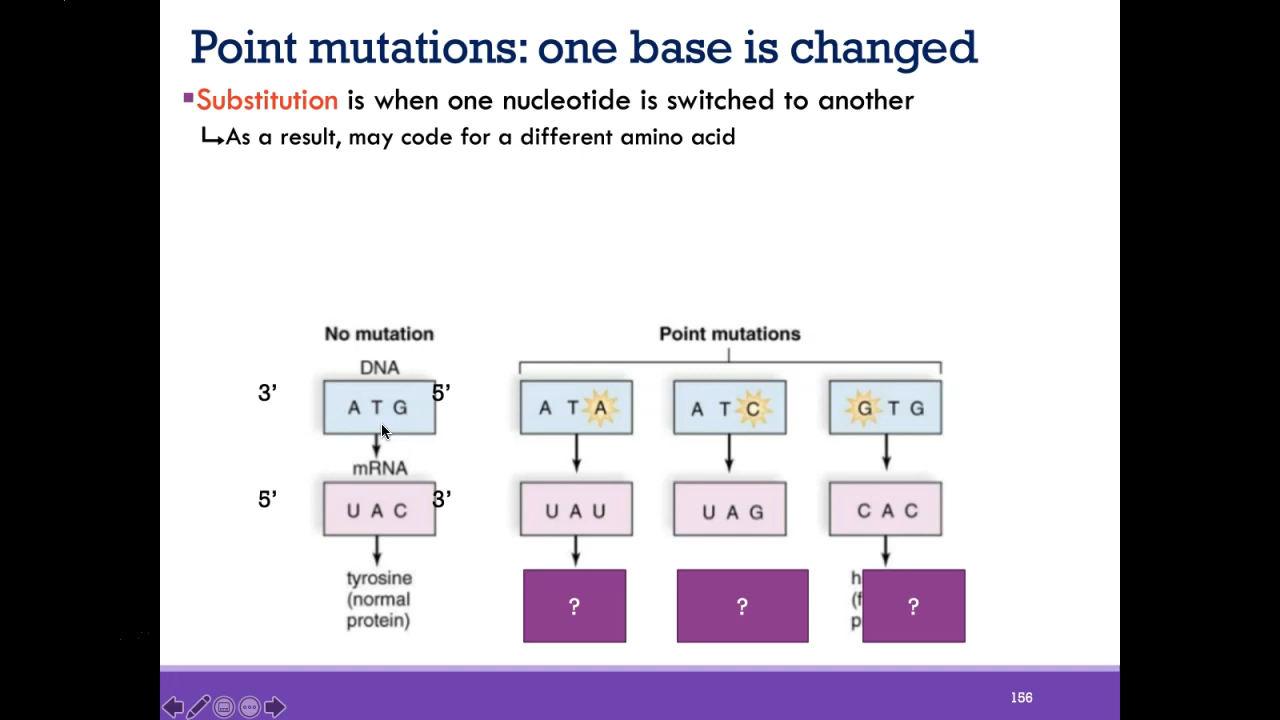 Point mutations: one base is changed
▪Substitution is when one nucleotide is switched to another
↳As a result, may code for a different amino acid
No mutation
Point mutations
DNA
3’ A T G 5’
A T A
A T C
G T G
mRNA
5’ U A C 3’
U A U
U A G
C A C
tyrosine
(normal
protein)
?
?
h
(f
p
?
156